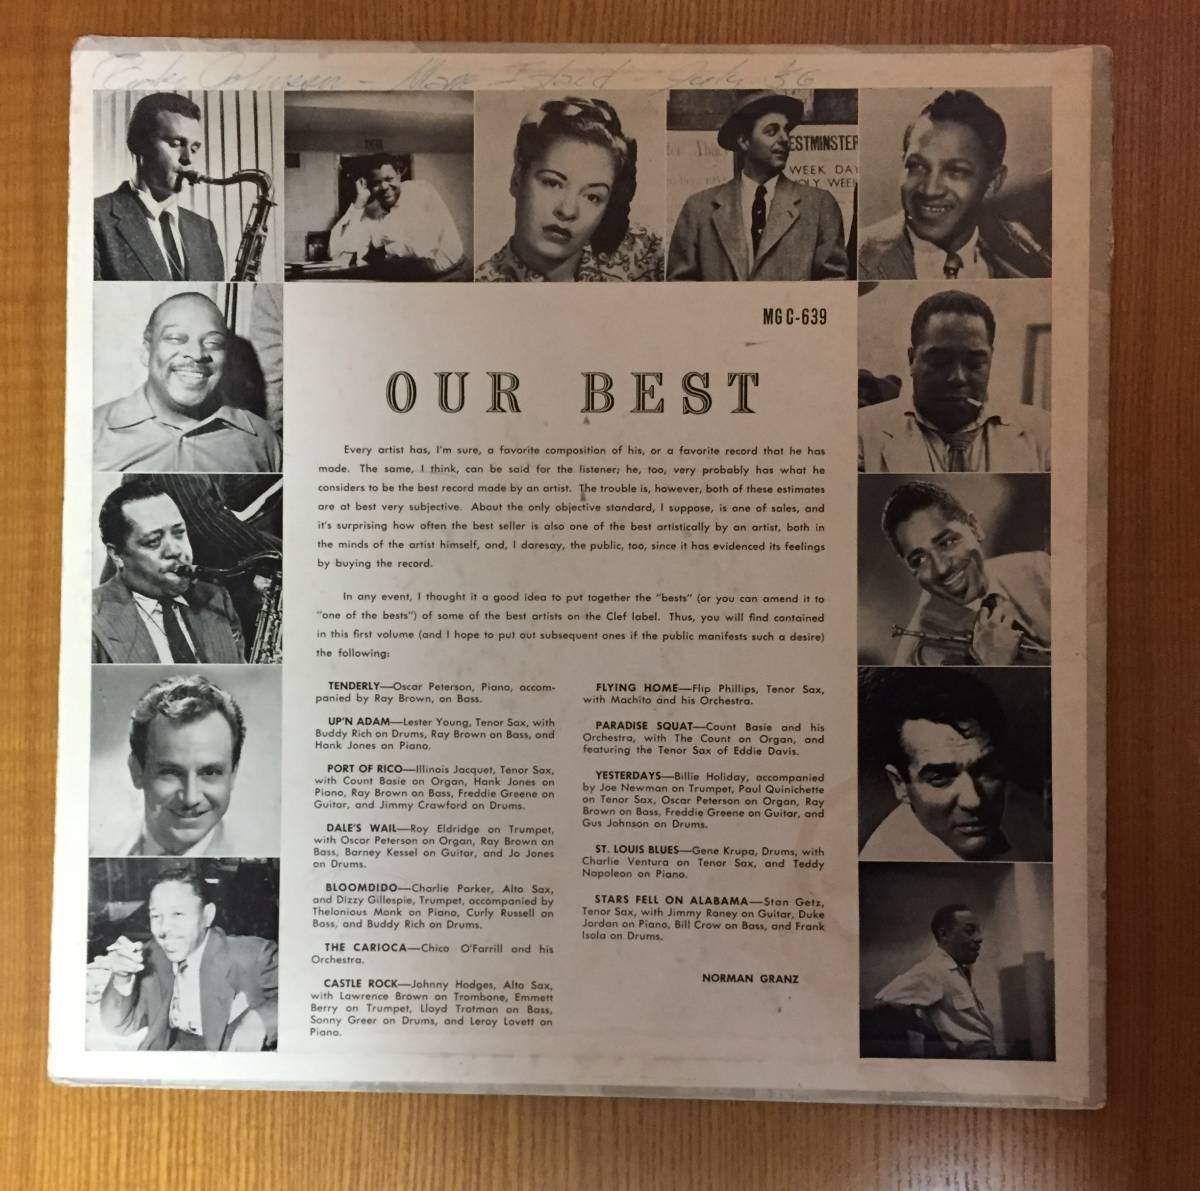 ESTMINSTER
WEEK DAY
HOLY WEEK
MG C-639
OUR BEST
Every artist has, I'm sure, a favorite composition of his, or a favorite record that he has
made. The same, I think, can be said for the listener; he, too, very probably has what he
considers to be the best record made by an artist. The trouble is, however, both of these estimates
are at best very subjective. About the only objective standard, I suppose, is one of sales, and
it's surprising how often the best seller is also one of the best artistically by an artist, both in
the minds of the artist himself, and, I daresay, the public, too, since it has evidenced its feelings
by buying the record.
In any event, I thought it a good idea to put together the "bests" (or you can amend it to
"one of the bests") of some of the best artists on the Clef label. Thus, you will find contained
in this first volume (and I hope to put out subsequent ones if the public manifests such a desire)
the following:
TENDERLY—Oscar Peterson, Piano, accom-
panied by Ray Brown, on Bass.
UP'N ADAM—Lester Young, Tenor Sax, with
Buddy Rich on Drums, Ray Brown on Bass, and
Hank Jones on Piano.
PORT OF RICO—Illinois Jacquet, Tenor Sax,
with Count Basie on Organ, Hank Jones on
Piano, Ray Brown on Bass, Freddie Greene on
Guitar, and Jimmy Crawford on Drums.
DALE'S WAIL—Roy Eldridge on Trumpet,
with Oscar Peterson on Organ, Ray Brown on
Bass, Barney Kessel on Guitar, and Jo Jones
on Drums.
BLOOMDIDO—Charlie Parker, Alto Sax,
and Dizzy Gillespie, Trumpet, accompanied by
Thelonious Monk on Piano, Curly Russell on
Bass, and Buddy Rich on Drums.
THE CARIOCA—Chico O'Farrill and his
Orchestra.
CASTLE ROCK—Johnny Hodges, Alto Sax,
with Lawrence Brown on Trombone, Emmett
Berry on Trumpet, Lloyd Trotman on Bass,
Sonny Greer on Drums, and Leroy Lovett on
Piano.
FLYING HOME—Flip Phillips, Tenor Sax,
with Machito and his Orchestra.
PARADISE SQUAT—Count Basie and his
Orchestra, with The Count on Organ, and
featuring the Tenor Sax of Eddie Davis.
YESTERDAYS—Billie Holiday, accompanied
by Joe Newman on Trumpet, Paul Quinichette
on Tenor Sax, Oscar Peterson on Organ, Ray
Brown on Bass, Freddie Greene on Guitar, and
Gus Johnson on Drums.
ST. LOUIS BLUES—Gene Krupa, Drums, with
Charlie Ventura on Tenor Sax, and Teddy
Napoleon on Piano.
STARS FELL ON ALABAMA—Stan Getz,
Tenor Sax, with Jimmy Raney on Guitar, Duke
Jordan on Piano, Bill Crow on Bass, and Frank
Isola on Drums.
NORMAN GRANZ